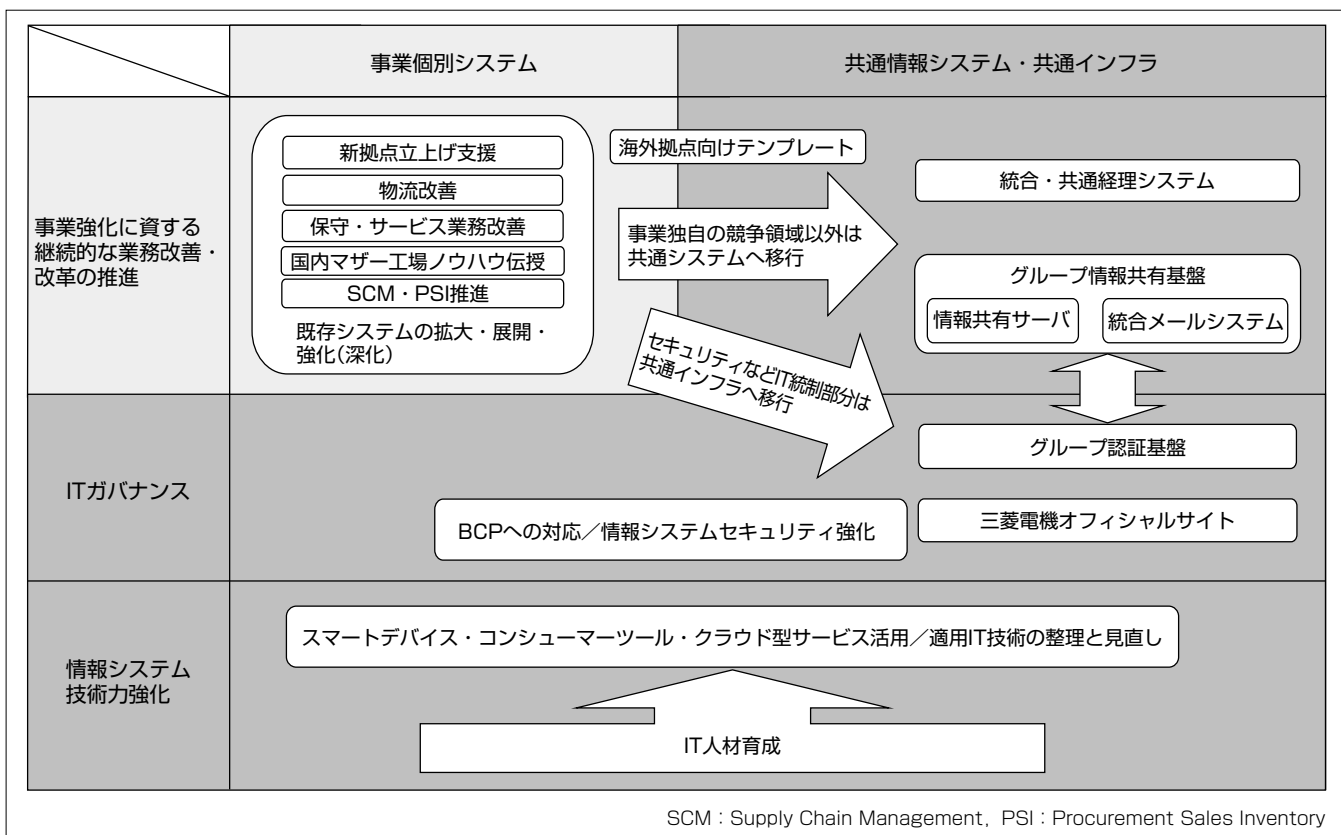 事業個別システム
共通情報システム・共通インフラ
事業強化に資する
継続的な業務改善・
改革の推進
新拠点立上げ支援
物流改善
保守・サービス業務改善
国内マザー工場ノウハウ伝授
SCM・PSI推進
既存システムの拡大・展開・
強化(深化)
海外拠点向けテンプレート
事業独自の競争領域以外は
共通システムへ移行
セキュリティなどIT統制部分は
共通インフラへ移行
統合・共通経理システム
グループ情報共有基盤
情報共有サーバ
統合メールシステム
ITガバナンス
グループ認証基盤
BCPへの対応／情報システムセキュリティ強化
三菱電機オフィシャルサイト
情報システム
技術力強化
スマートデバイス・コンシューマーツール・クラウド型サービス活用／適用IT技術の整理と見直し
IT人材育成
SCM：Supply Chain Management, PSI：Procurement Sales Inventory